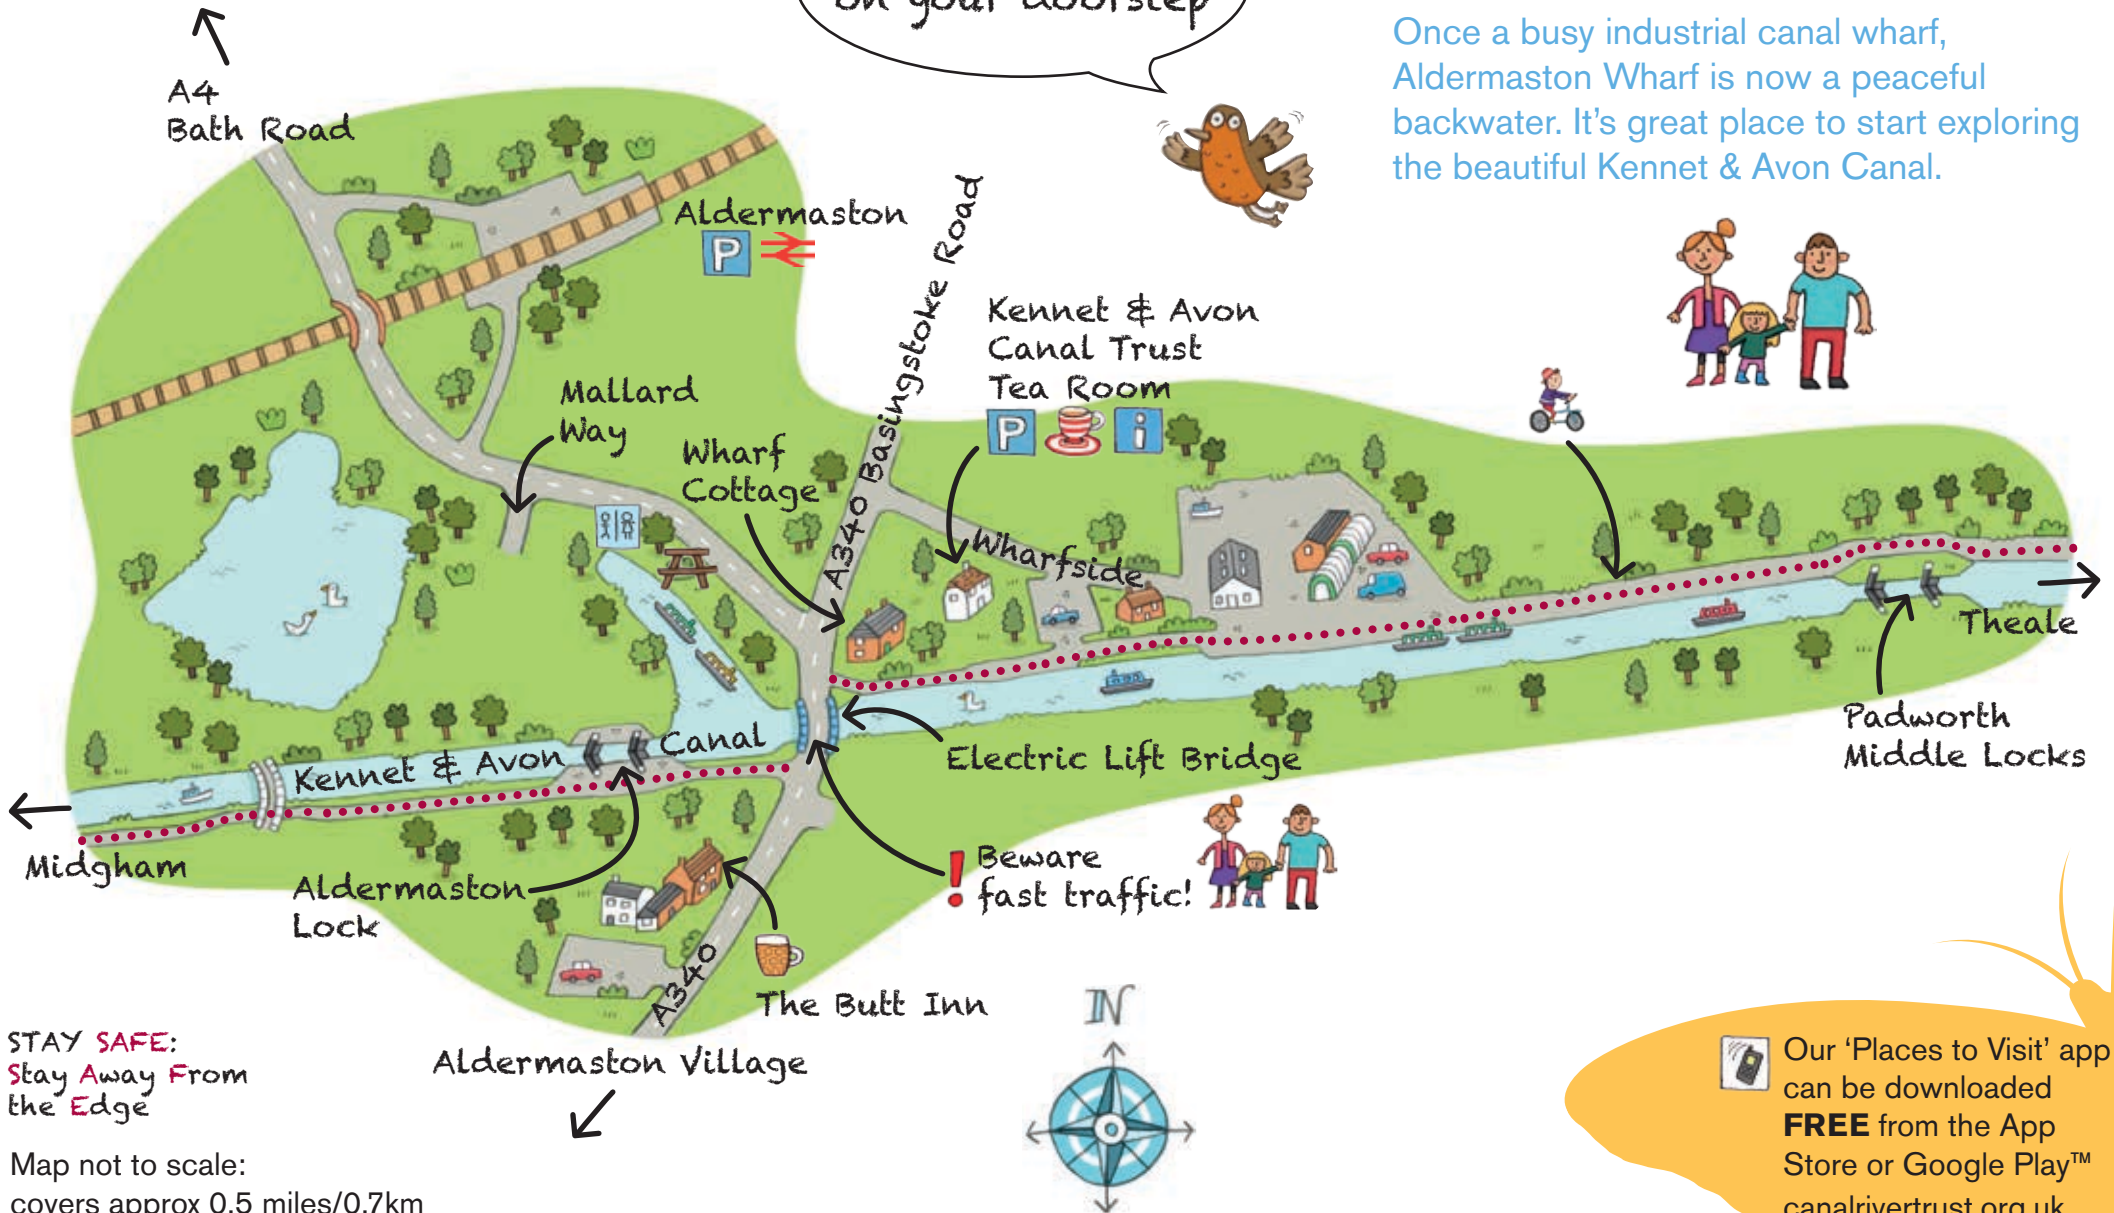 on your doorstep
Once a busy industrial canal wharf,
Aldermaston Wharf is now a peaceful
backwater. It's great place to start exploring
the beautiful Kennet & Avon Canal.
A4
Bath Road
Aldermaston
P
A340 Basingstoke Road
Kennet & Avon
Canal Trust
Tea Room
P
i
Mallard
Way
Wharf
Cottage
Wharfside
Theale
Padworth
Middle Locks
Kennet & Avon Canal
Electric Lift Bridge
Midgham
Aldermaston
Lock
! Beware
fast traffic!
A340
The Butt Inn
Aldermaston Village
N
STAY SAFE:
Stay Away From
the Edge
Map not to scale:
covers approx 0.5 miles/0.7km
Our ‘Places to Visit’ app
can be downloaded
FREE from the App
Store or Google Play™
canalrivertrust.org.uk